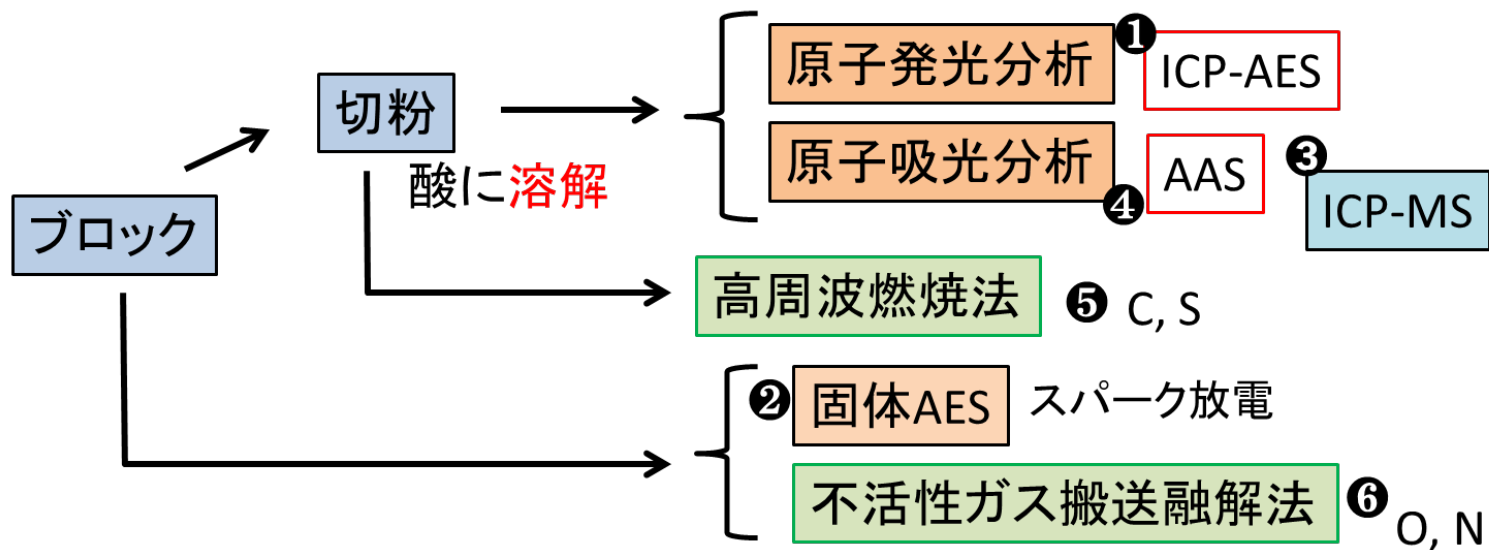 ❶
原子発光分析
ICP-AES
切粉
酸に溶解
原子吸光分析
❹
AAS
❸
ICP-MS
ブロック
高周波燃焼法
❺
C, S
❷
固体AES
スパーク放電
不活性ガス搬送融解法
❻
O, N